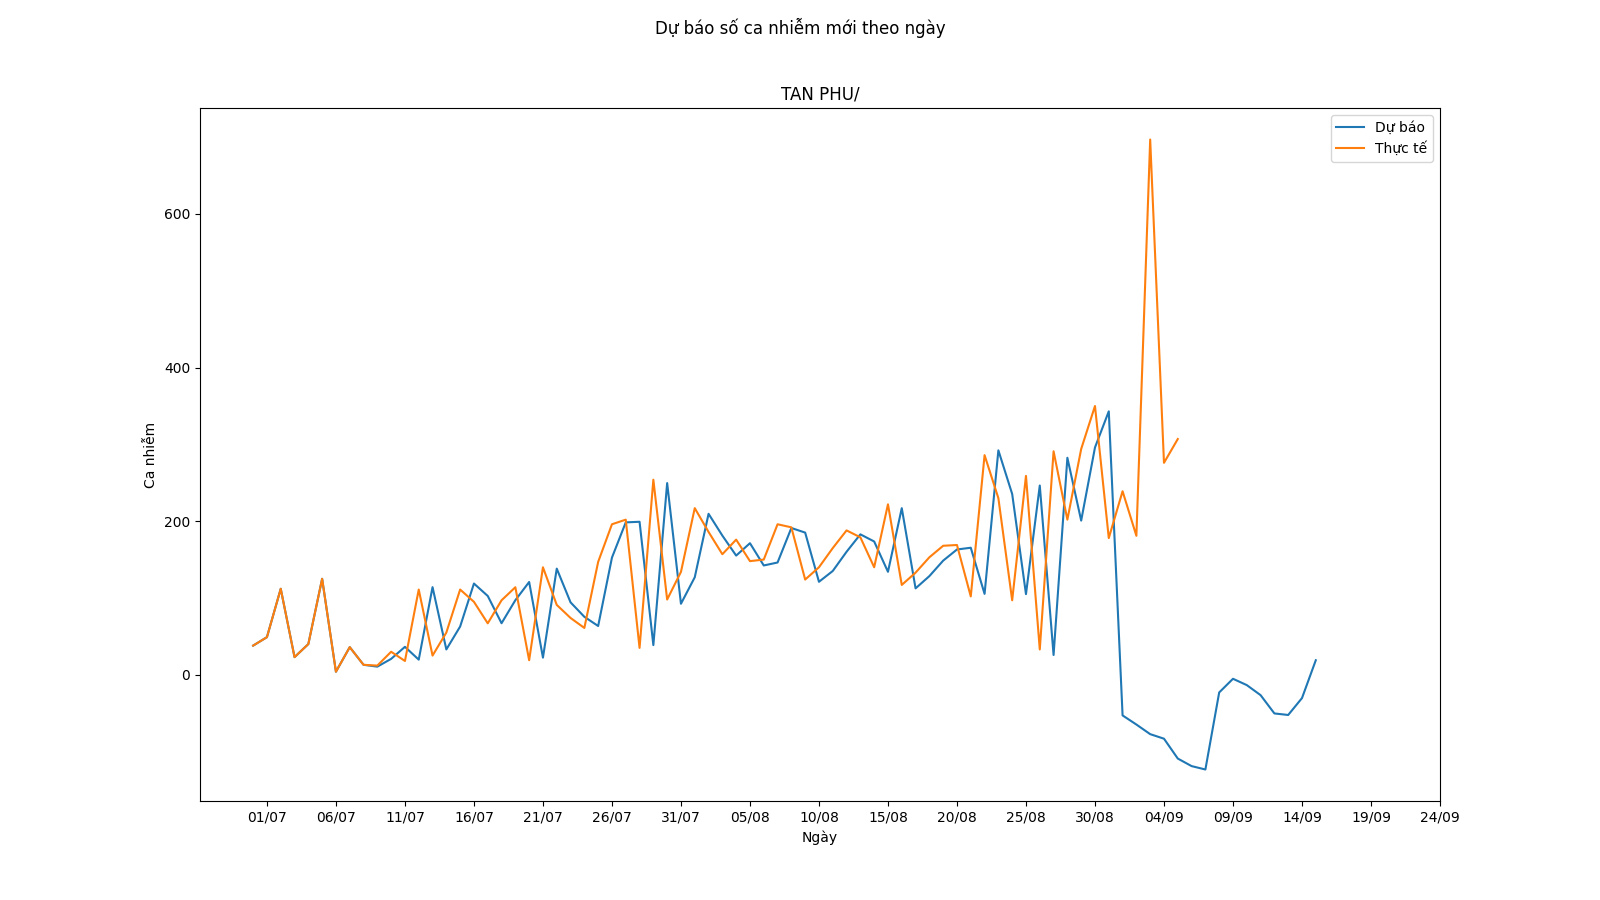 Dự báo số ca nhiễm mới theo ngày
TAN PHU/
Dự báo
Thực tế
600
400
200
0
Ca nhiễm
01/07 06/07 11/07 16/07 21/07 26/07 31/07 05/08 10/08 15/08 20/08 25/08 30/08 04/09 09/09 14/09 19/09 24/09
Ngày